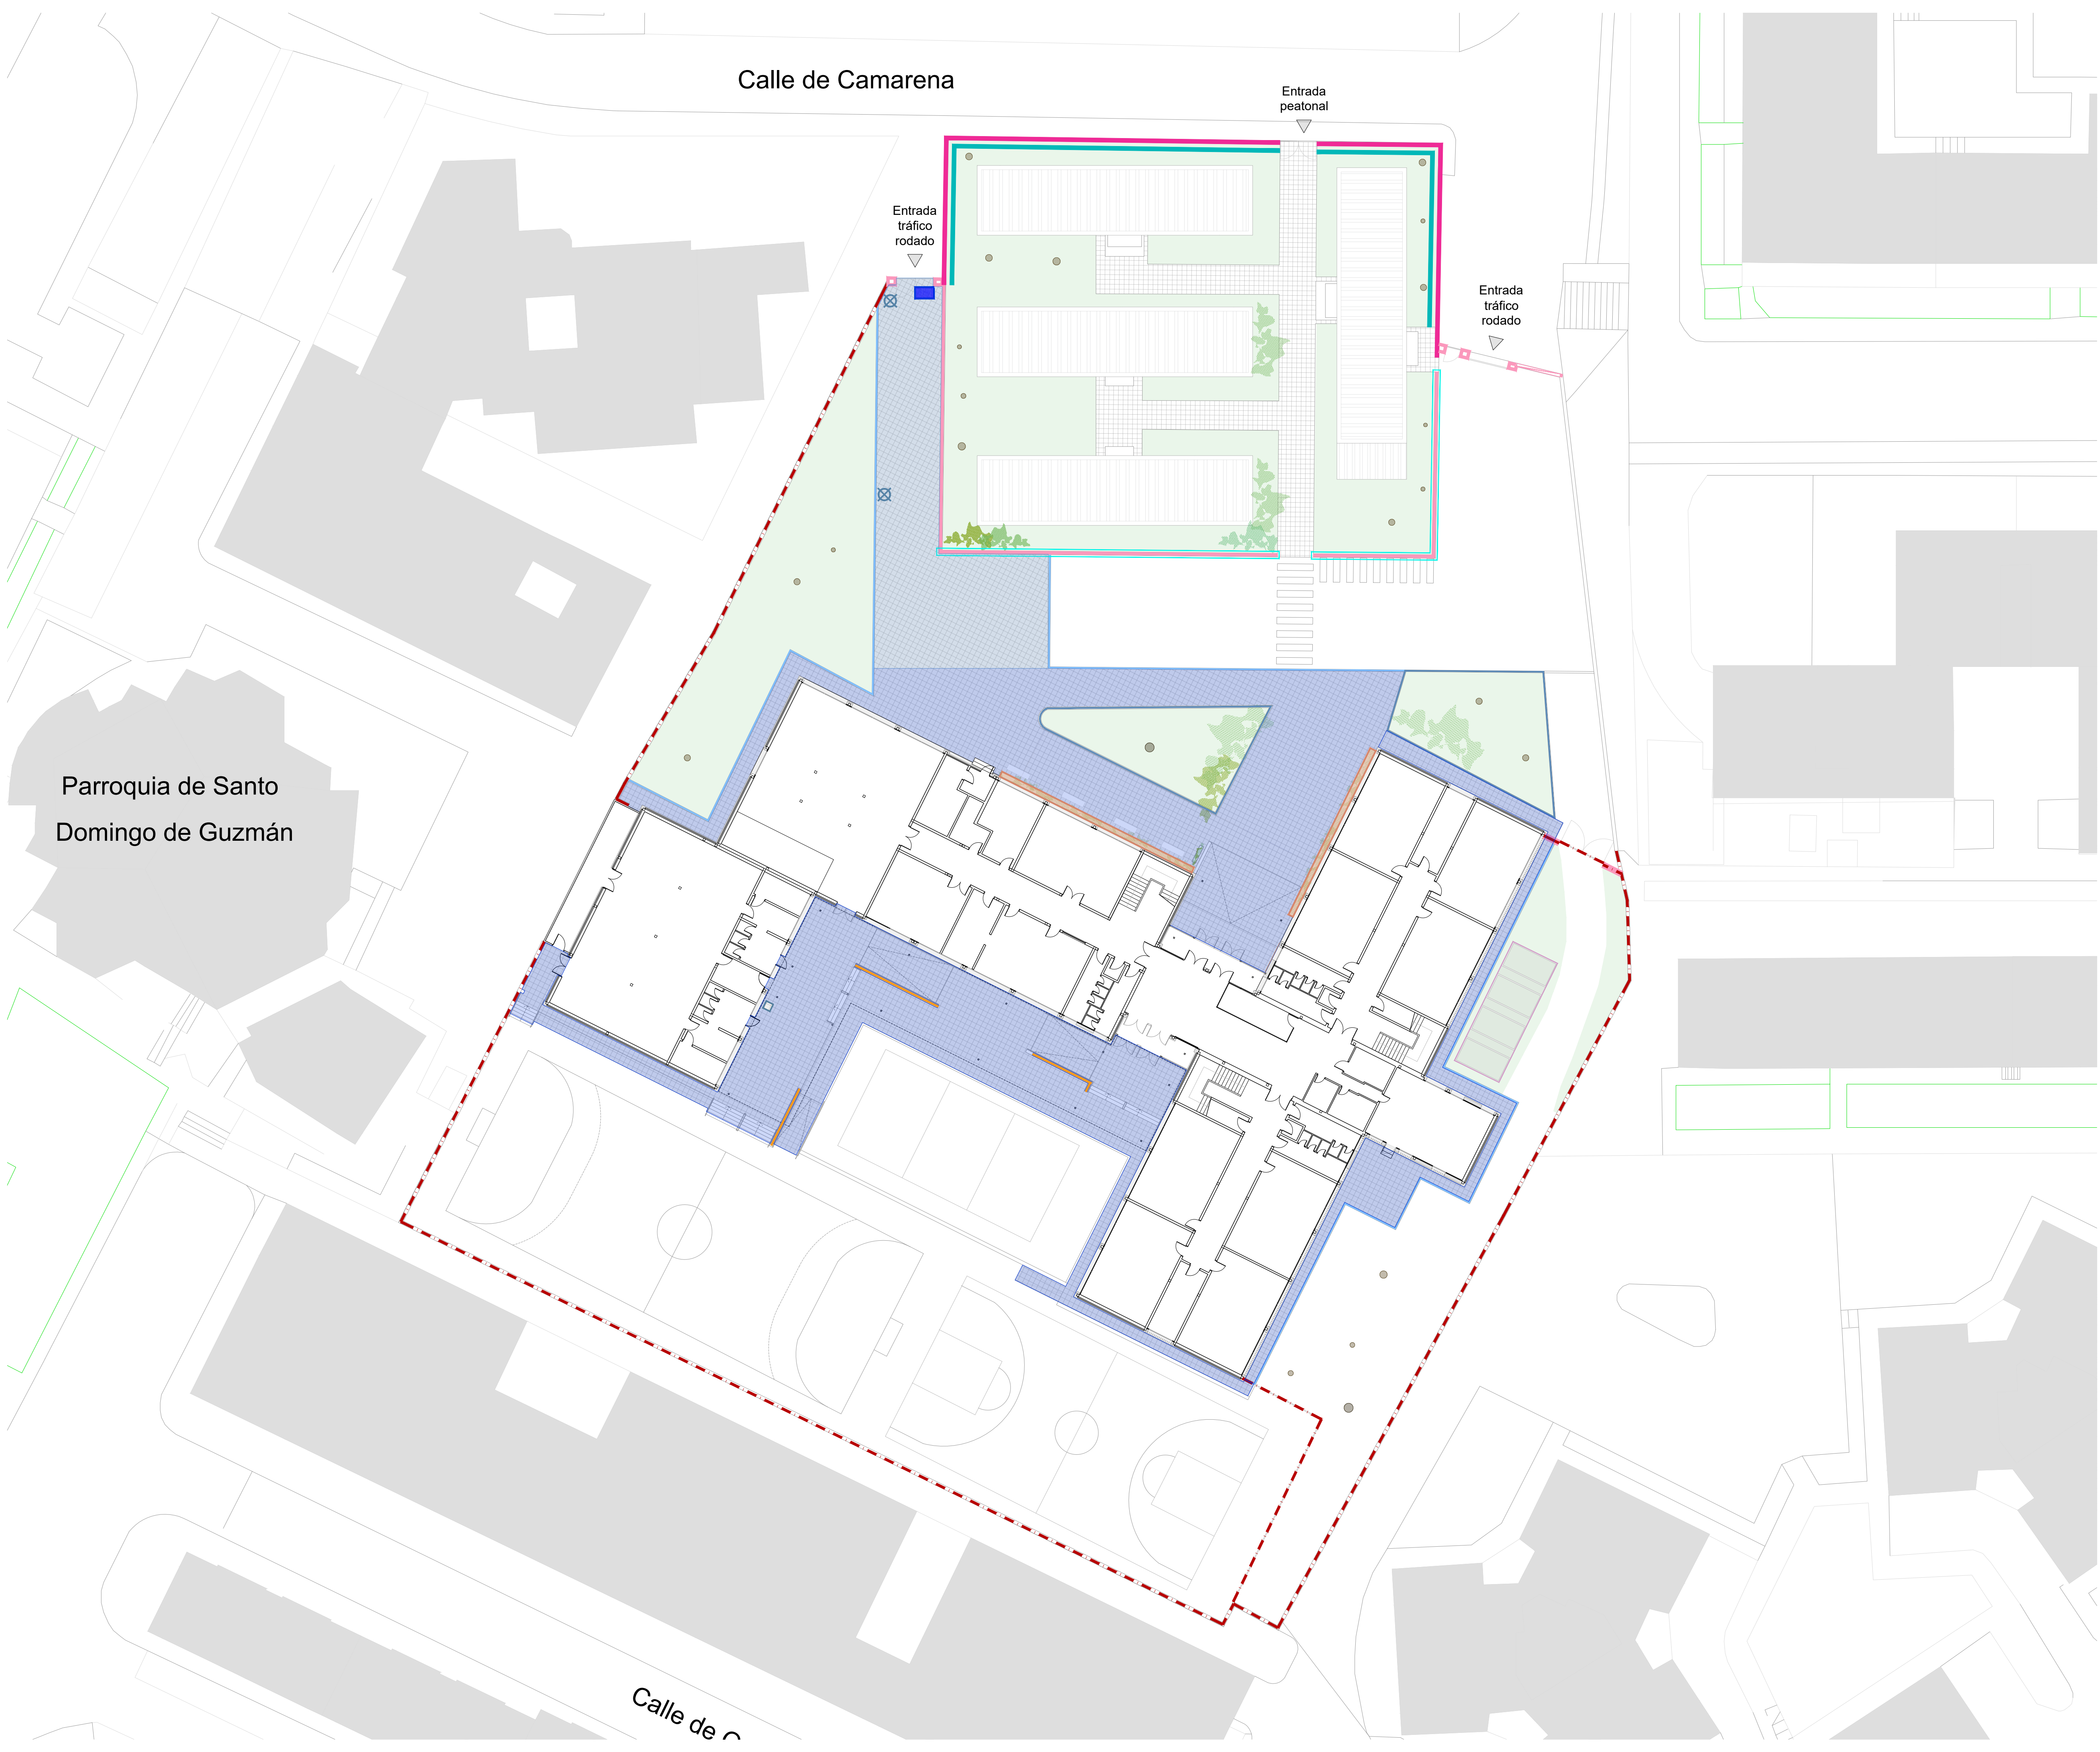 Calle de Camarena
Entrada
peatonal
Entrada
tráfico
rodado
Entrada
tráfico
rodado
Parroquia de Santo
Domingo de Guzmán
Calle de